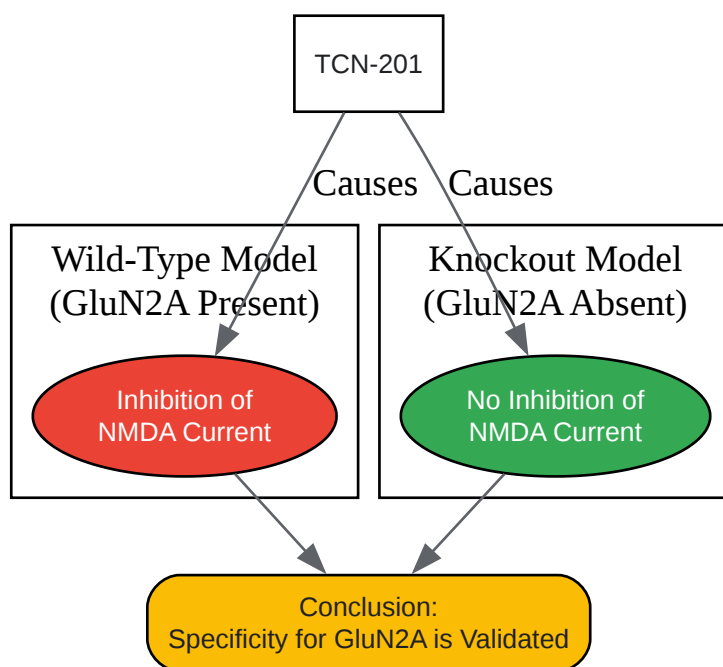 TCN-201
Causes
Causes
Wild-Type Model
(GluN2A Present)
Inhibition of
NMDA Current
Knockout Model
(GluN2A Absent)
No Inhibition of
NMDA Current
Conclusion:
Specificity for GluN2A is Validated